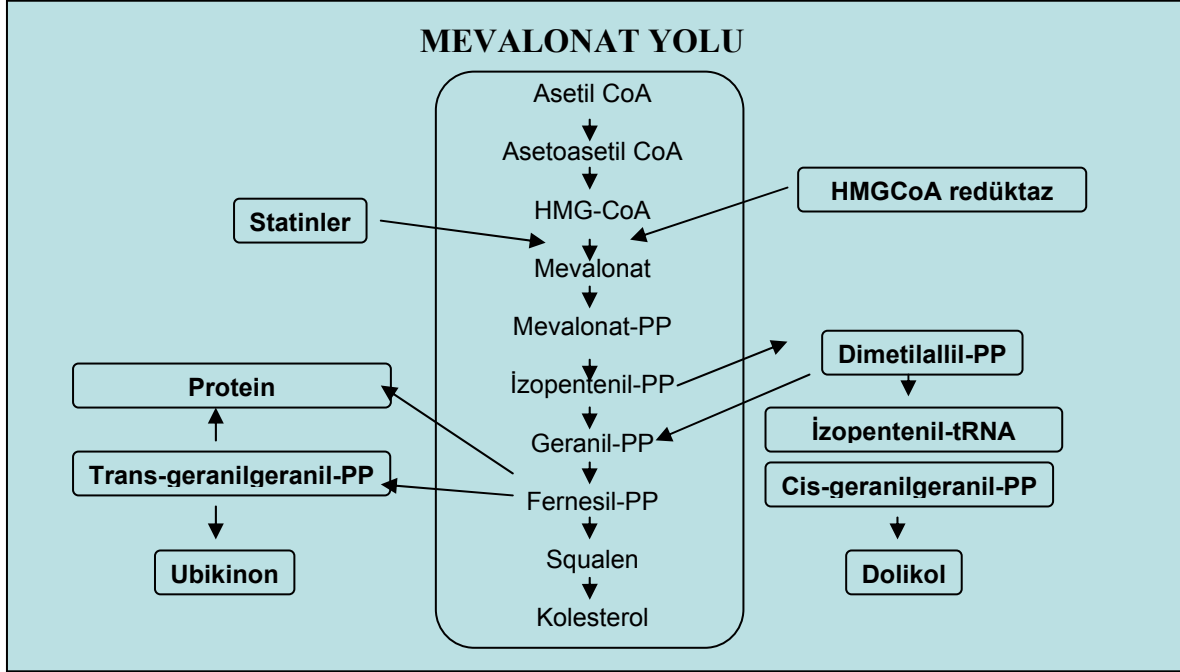 MEVALONAT YOLU
Asetil CoA
Asetoasetil CoA
HMGCoA redüktaz
HMG-CoA
Statinler
Mevalonat
Mevalonat-PP
Dimetilallil-PP
Protein
İzopentenil-PP
İzopentenil-tRNA
Geranil-PP
Trans-geranilgeranil-PP
Cis-geranilgeranil-PP
Fernesil-PP
Squalen
Ubikinon
Dolikol
Kolesterol